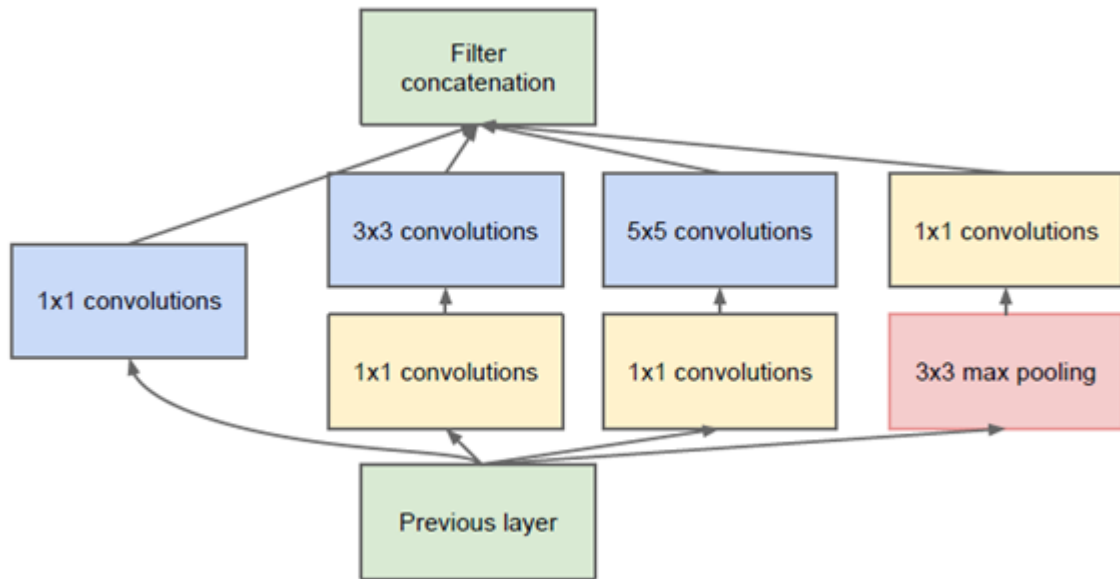 Filter
concatenation
3x3 convolutions
5x5 convolutions
1x1 convolutions
1x1 convolutions
1x1 convolutions
1x1 convolutions
3x3 max pooling
Previous layer